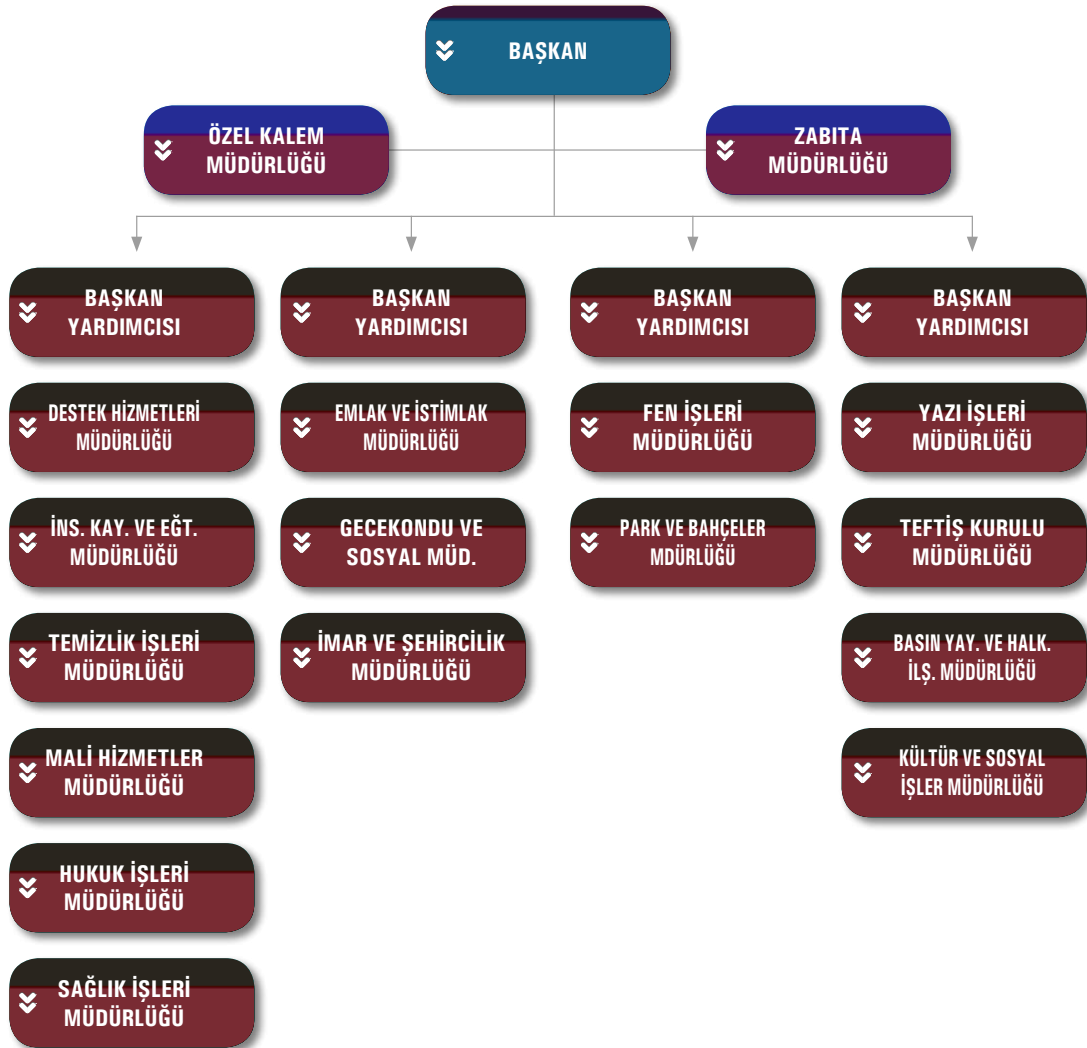 BAŞKAN
ÖZEL KALEM
MÜDÜRLÜĞÜ
ZABITA
MÜDÜRLÜĞÜ
BAŞKAN
YARDIMCISI
DESTEK HİZMETLERİ
MÜDÜRLÜĞÜ
İNS. KAY. VE EĞT.
MÜDÜRLÜĞÜ
TEMİZLİK İŞLERİ
MÜDÜRLÜĞÜ
MALİ HİZMETLER
MÜDÜRLÜĞÜ
HUKUK İŞLERİ
MÜDÜRLÜĞÜ
SAĞLIK İŞLERİ
MÜDÜRLÜĞÜ
BAŞKAN
YARDIMCISI
EMLAK VE İSTİMLAK
MÜDÜRLÜĞÜ
GECEKONDU VE
SOSYAL MÜD.
İMAR VE ŞEHİRCİLİK
MÜDÜRLÜĞÜ
BAŞKAN
YARDIMCISI
FEN İŞLERİ
MÜDÜRLÜĞÜ
PARK VE BAHÇELER
MDÜRLÜĞÜ
BAŞKAN
YARDIMCISI
YAZI İŞLERİ
MÜDÜRLÜĞÜ
TEFTİŞ KURULU
MÜDÜRLÜĞÜ
BASIN YAY. VE HALK.
İLŞ. MÜDÜRLÜĞÜ
KÜLTÜR VE SOSYAL
İŞLER MÜDÜRLÜĞÜ